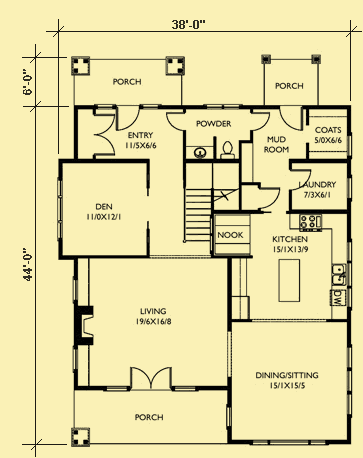 38'-0"
6'-0"
PORCH
PORCH
POWDER
ENTRY
11/5X6/6
COATS
5/0X6/6
MUD
ROOM
LAUNDRY
7/3X6/1
DEN
11/0X12/1
NOOK
KITCHEN
15/1X13/9
44'-0"
DW
LIVING
19/6X16/8
DINING/SITTING
15/1X15/5
PORCH